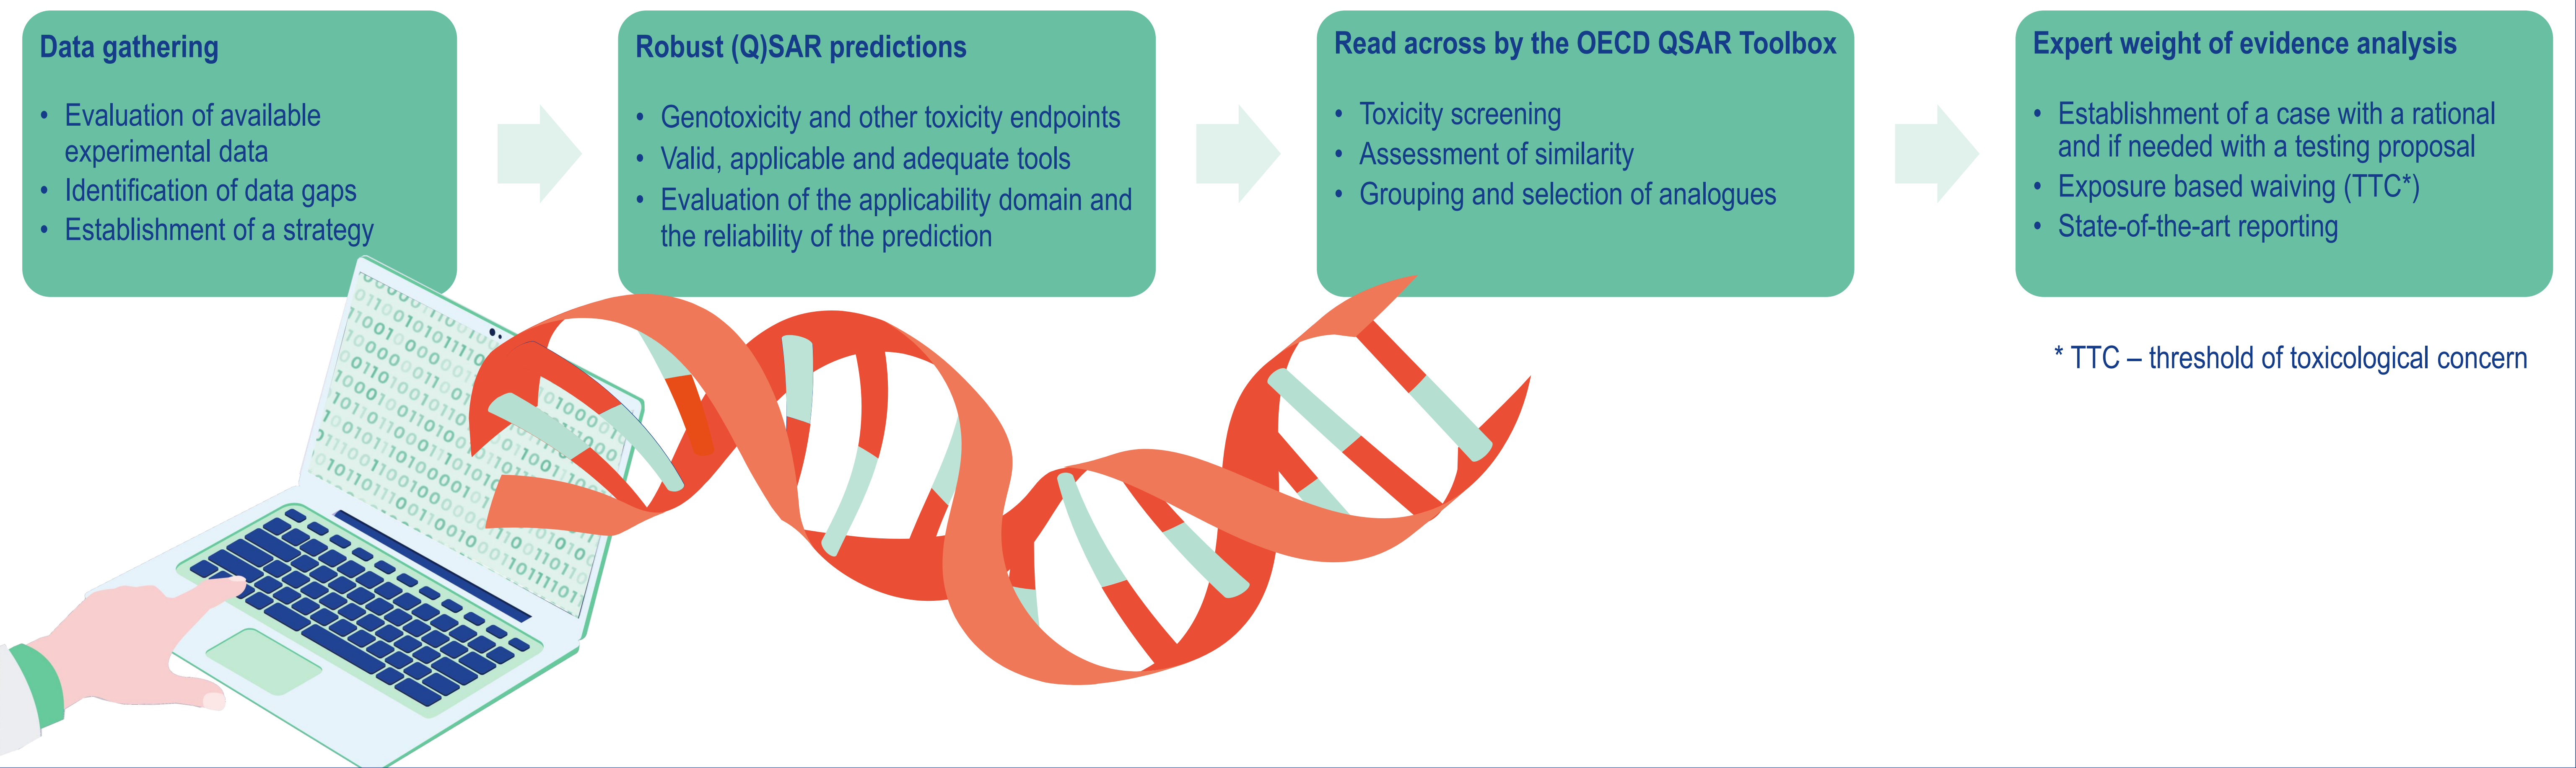 Data gathering
• Evaluation of available
experimental data
• Identification of data gaps
• Establishment of a strategy
Robust (Q)SAR predictions
• Genotoxicity and other toxicity endpoints
• Valid, applicable and adequate tools
• Evaluation of the applicability domain and
the reliability of the prediction
Read across by the OECD QSAR Toolbox
• Toxicity screening
• Assessment of similarity
• Grouping and selection of analogues
Expert weight of evidence analysis
• Establishment of a case with a rational
and if needed with a testing proposal
• Exposure based waiving (TTC*)
• State-of-the-art reporting
* TTC – threshold of toxicological concern